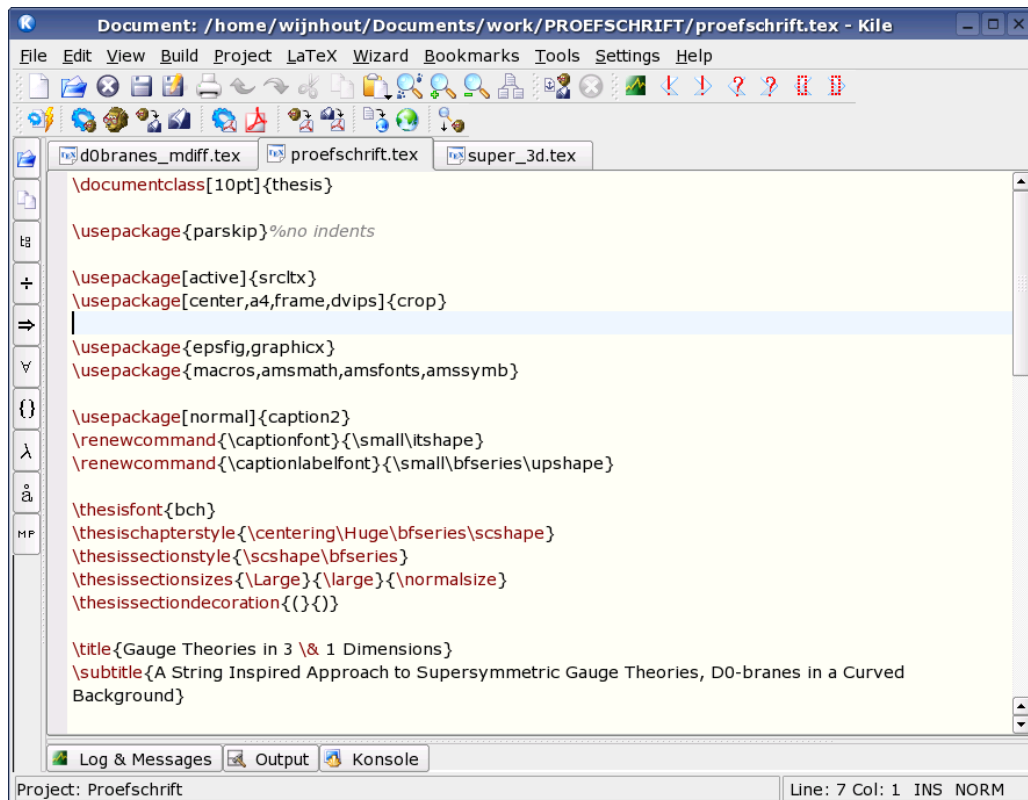 Document: /home/wijnhout/Documents/work/PROEFSCHRIFT/proefschrift.tex - Kile
File Edit View Build Project LaTeX Wizard Bookmarks Tools Settings Help
d0branes_mdiff.tex proefschrift.tex super_3d.tex
\documentclass[10pt]{thesis}
\usepackage{parskip}%no indents
\usepackage[active]{srcltx}
\usepackage[center,a4,frame,dvips]{crop}
\usepackage{epsfig,graphicx}
\usepackage{macros,amsmath,amsfonts,amssymb}
\usepackage[normal]{caption2}
\renewcommand{\captionfont}{\small\itshape}
\renewcommand{\captionlabelfont}{\small\bfseries\upshape}
\thesisfont{bch}
\thesischapterstyle{\centering\Huge\bfseries\scshape}
\thesissectionstyle{\scshape\bfseries}
\thesissectionsizes{\Large}{\large}{\normalsize}
\thesissectiondecoration{(}{)}
\title{Gauge Theories in 3 \& 1 Dimensions}
\subtitle{A String Inspired Approach to Supersymmetric Gauge Theories, D0-branes in a Curved
Background}
÷
⇒
∀
{}
λ
å
MP
Log & Messages Output Konsole
Project: Proefschrift Line: 7 Col: 1 INS NORM